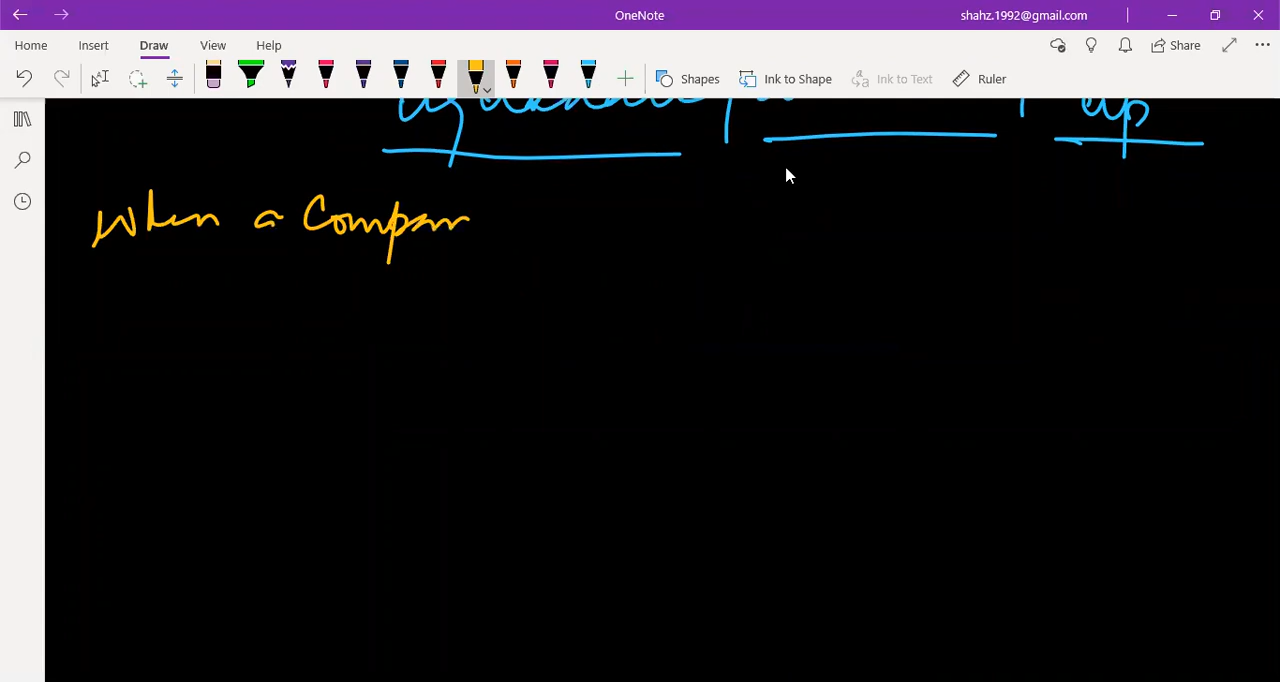 OneNote
shahz.1992@gmail.com
Home Insert Draw View Help
Share
Shapes Ink to Shape Ink to Text Ruler
up
When a Compan